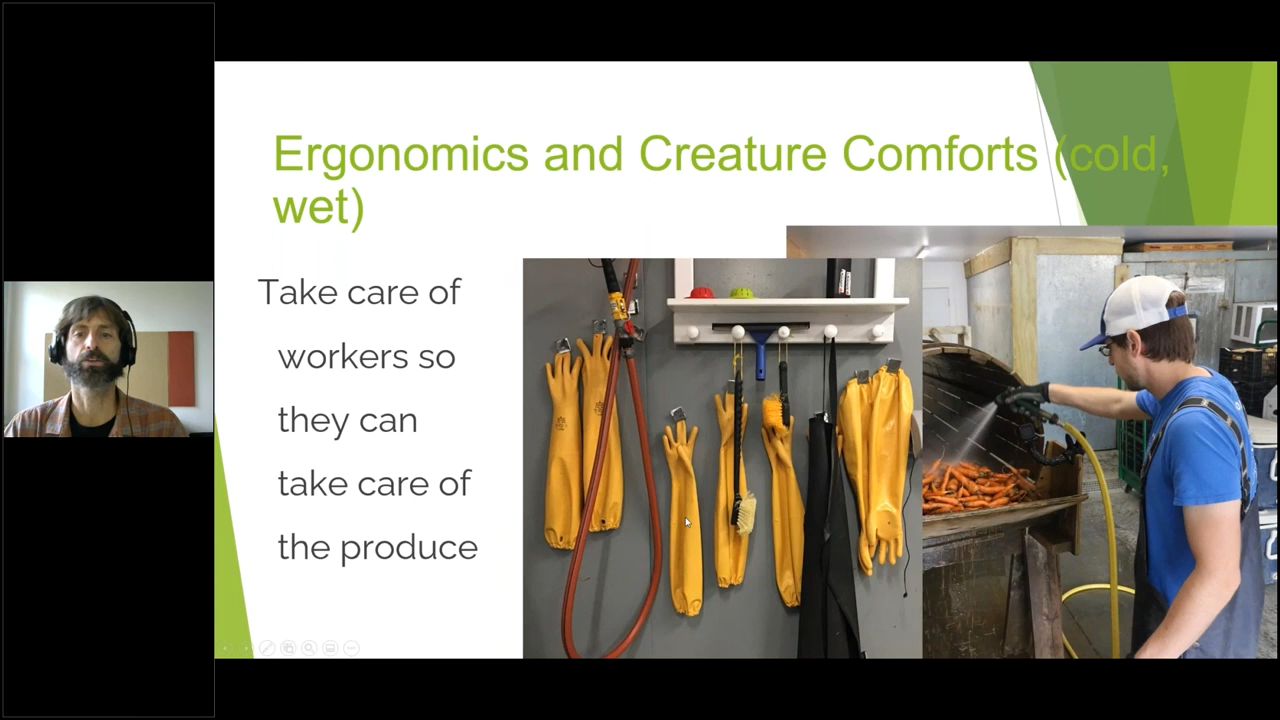 Ergonomics and Creature Comforts (cold,
wet)
Take care of
workers so
they can
take care of
the produce